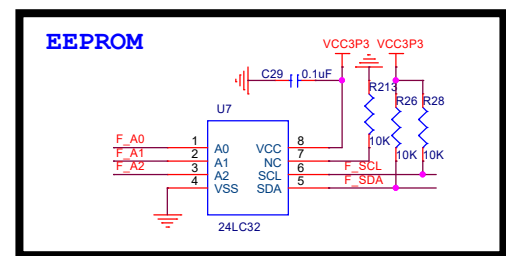 EEPROM
VCC3P3 VCC3P3
C29 0.1uF
R213
R26 R28
U7
F_A0 1 A0 VCC 8
F_A1 2 A1 NC 7 10K 10K 10K
F_A2 3 A2 SCL 6 F_SCL
4 VSS SDA 5 F_SDA
24LC32